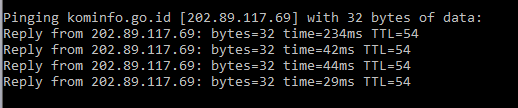 Pinging kominfo.go.id [202.89.117.69] with 32 bytes of data:
Reply from 202.89.117.69: bytes=32 time=234ms TTL=54
Reply from 202.89.117.69: bytes=32 time=42ms TTL=54
Reply from 202.89.117.69: bytes=32 time=44ms TTL=54
Reply from 202.89.117.69: bytes=32 time=29ms TTL=54